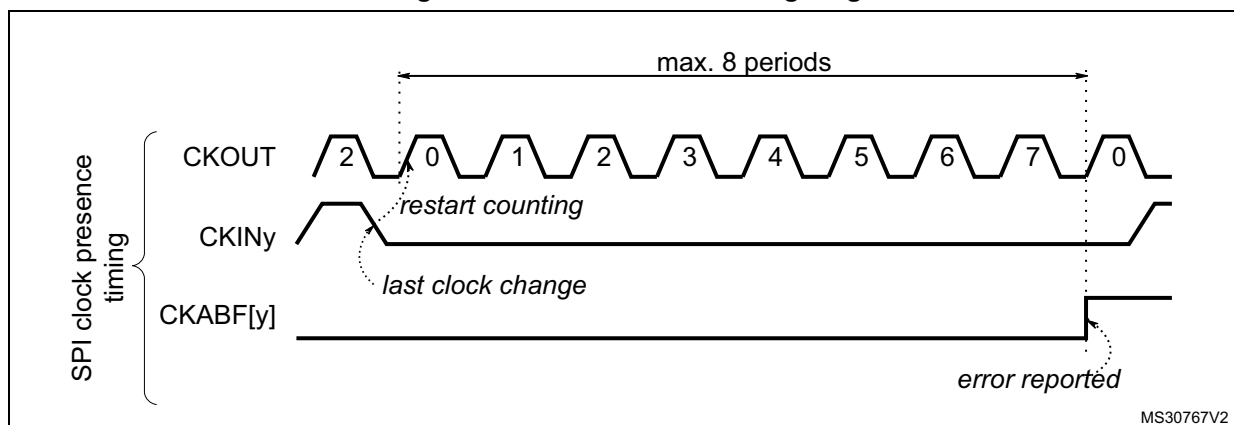 max. 8 periods
SPI clock presence
timing
CKOUT
2 0 1 2 3 4 5 6 7 0
restart counting
CKINy
last clock change
CKABF[y]
error reported
MS30767V2